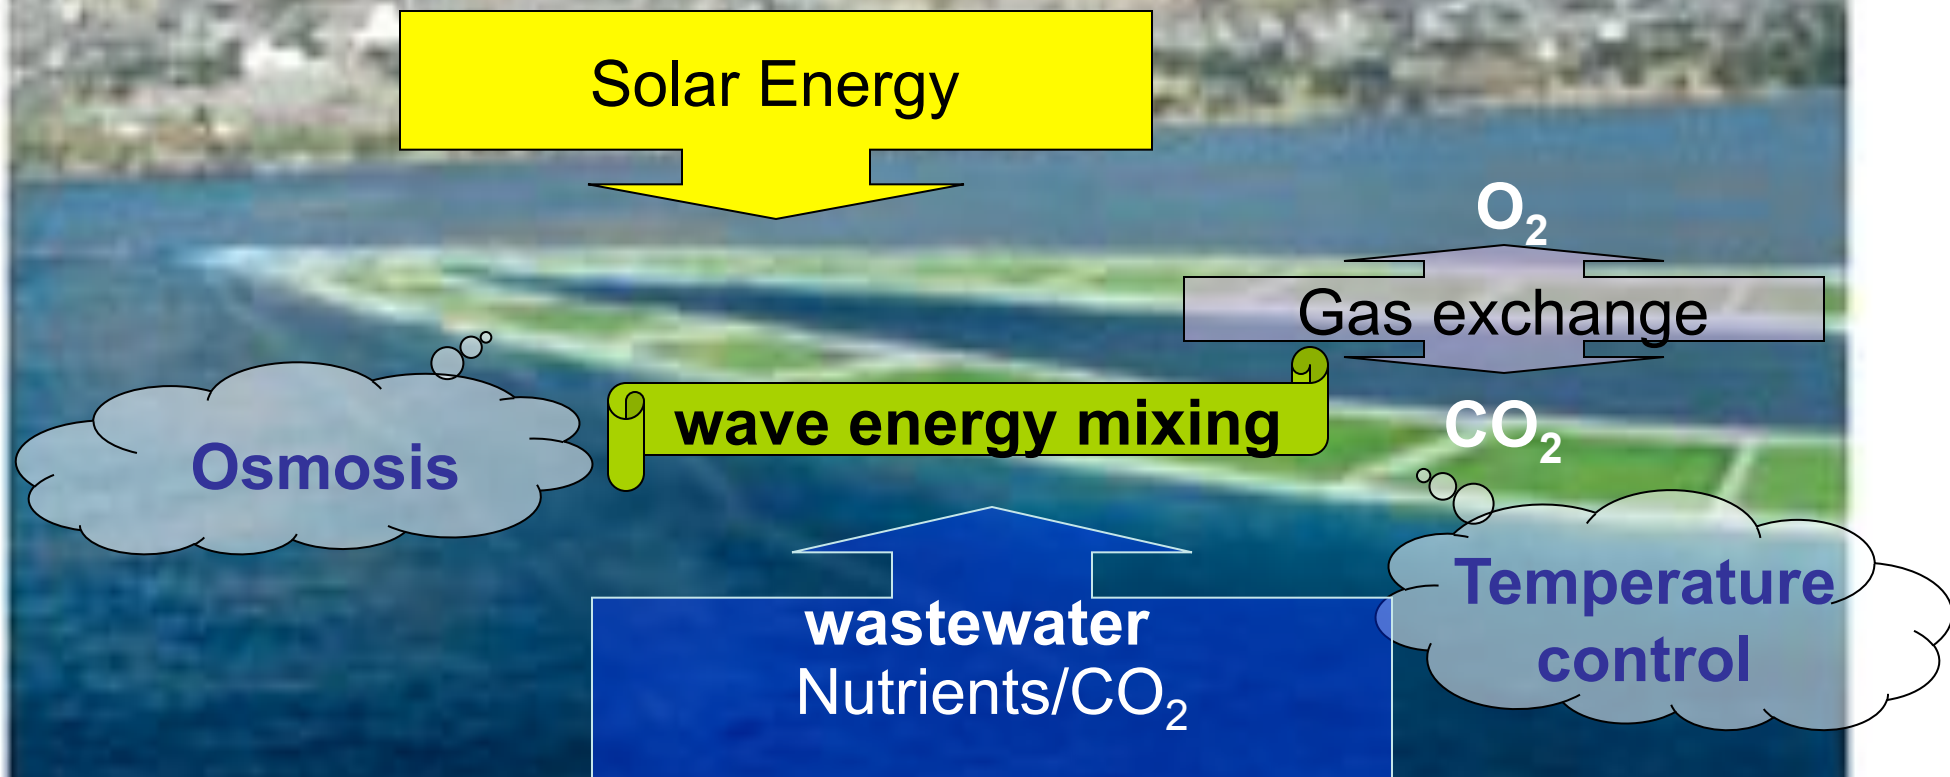 Solar Energy
O₂
Gas exchange
wave energy mixing
CO₂
Osmosis
Temperature
control
wastewater
Nutrients/CO₂